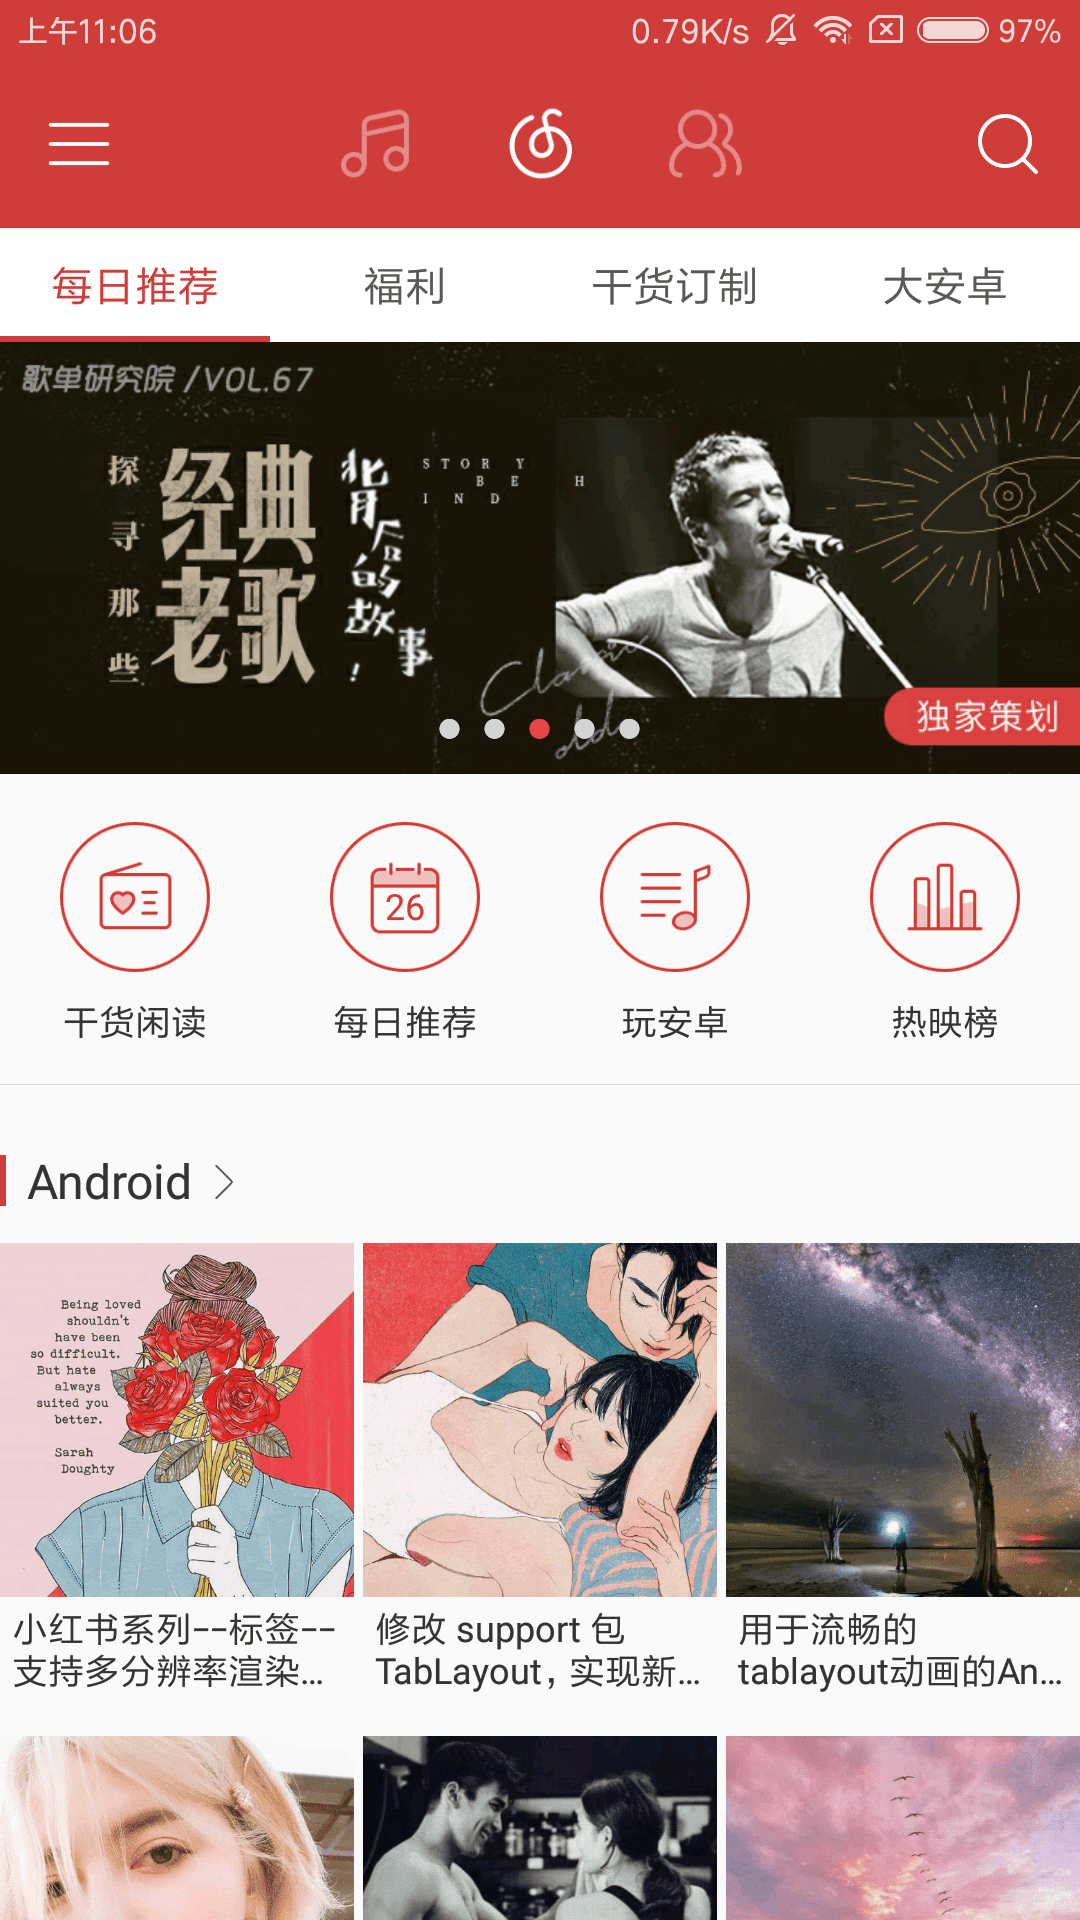 上午11:06
0.79K/s
97%
每日推荐
福利
干货订制
大安卓
歌单研究院 /VOL.67
探寻那些
经典
老歌
背后的故事!
STORY
BEH
IND
Classic
old
独家策划
26
干货闲读
每日推荐
玩安卓
热映榜
Android
Being loved
shouldn't
have been
so difficult.
But hate
always
suited you
better.
Sarah
Doughty
小红书系列--标签--
支持多分辨率渲染...
修改 support 包
TabLayout，实现新...
用于流畅的
tablayout动画的An...